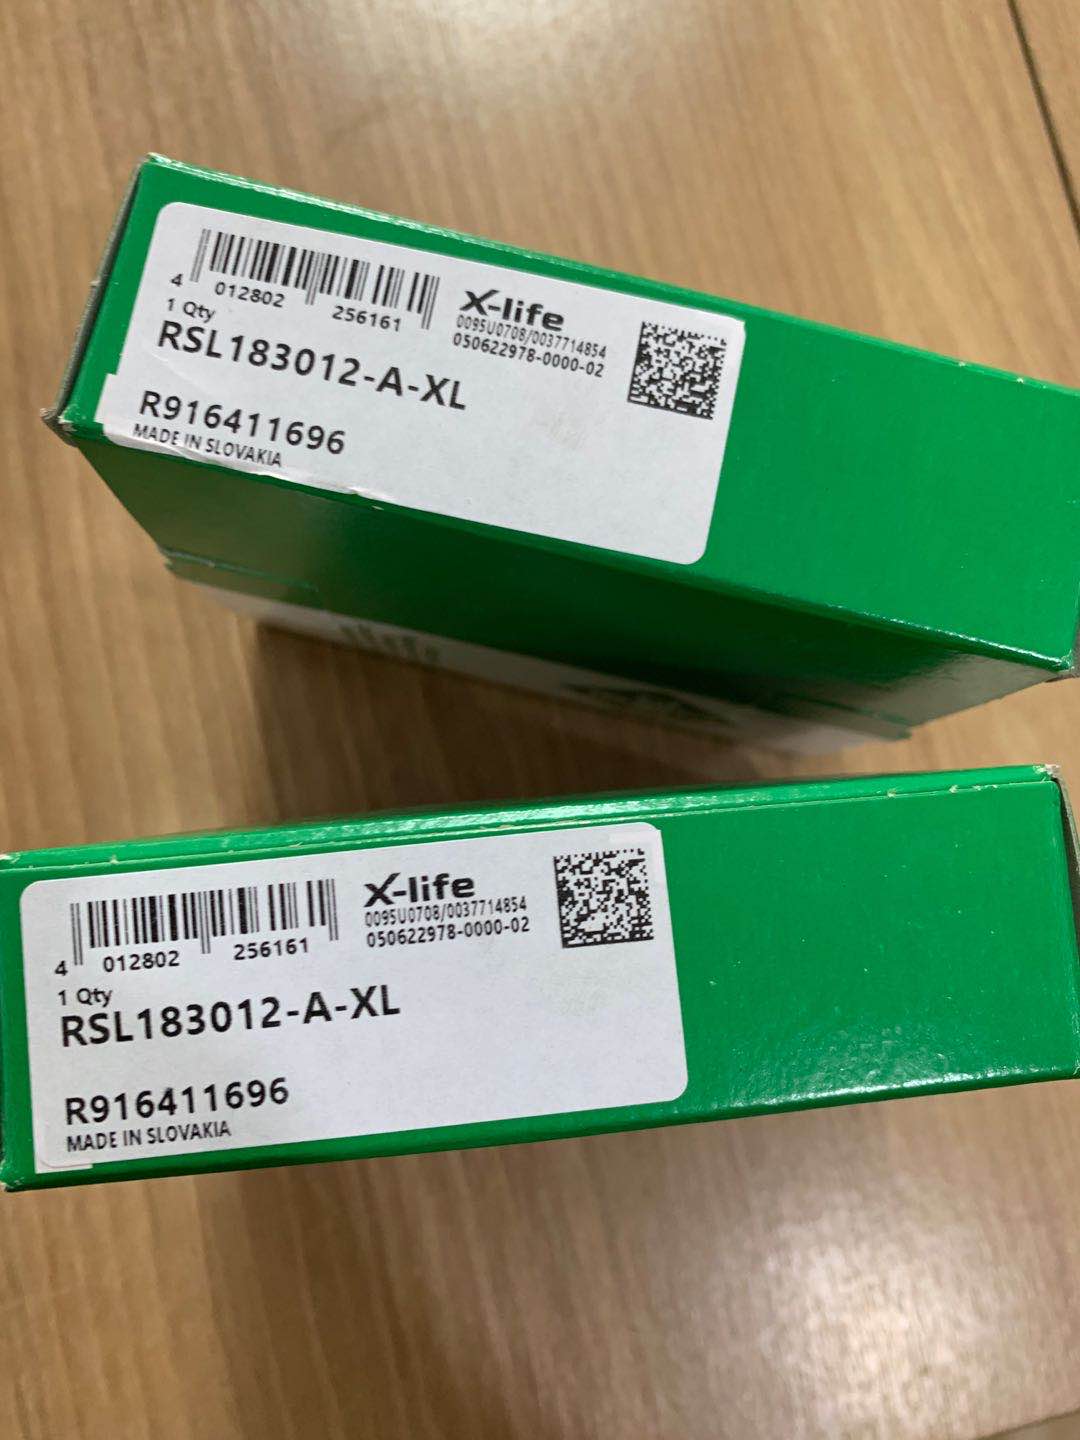 4 012802 256161
X-life
0095U0708/0037714854
050622978-0000-02
1 Qty
RSL183012-A-XL
R916411696
MADE IN SLOVAKIA
4 012802 256161
X-life
0095U0708/0037714854
050622978-0000-02
1 Qty
RSL183012-A-XL
R916411696
MADE IN SLOVAKIA